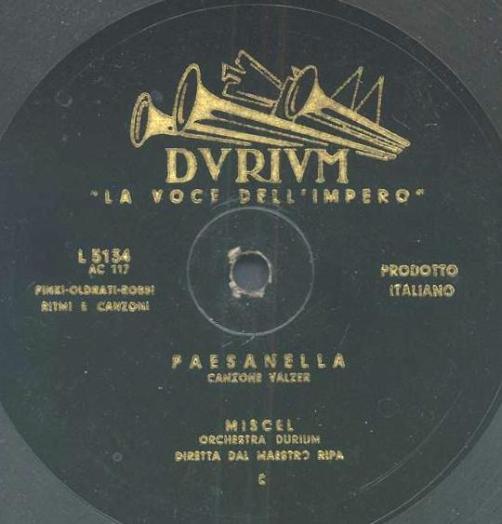 DVRIVM
"LA VOCE DELL'IMPERO"
L 5134
AC 117
PINKI-OLDRATI-ROSSI
RITMI E CANZONI
PRODOTTO
ITALIANO
PAESANELLA
CANZONE VALZER
MISCEL
ORCHESTRA DURIUM
DIRETTA DAL MAESTRO RIPA